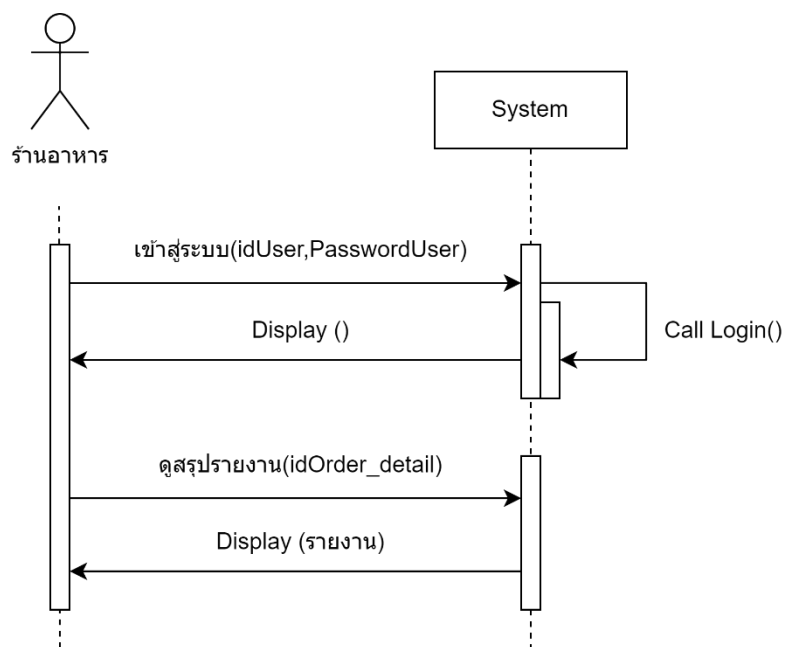 System
ร้านอาหาร
เข้าสู่ระบบ(idUser,PasswordUser)
Display ()
Call Login()
ดูสรุปรายงาน(idOrder_detail)
Display (รายงาน)